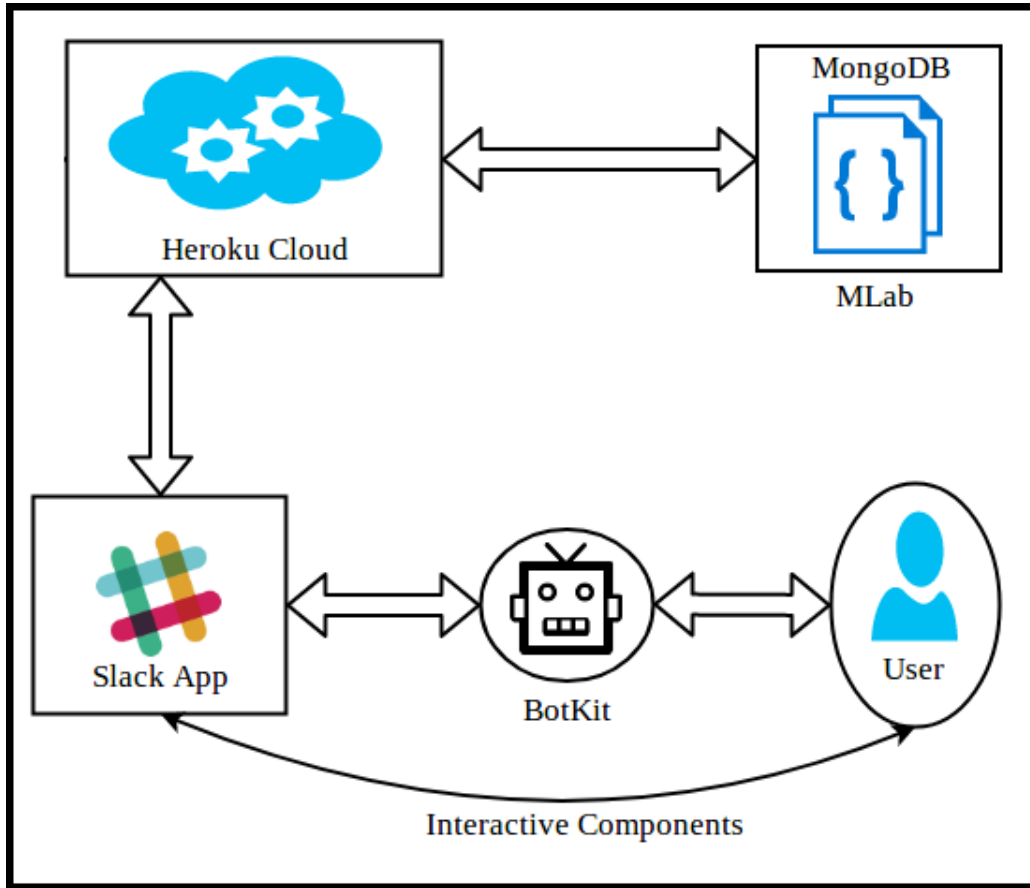 MongoDB
{ }
Heroku Cloud
MLab
Slack App
User
BotKit
Interactive Components